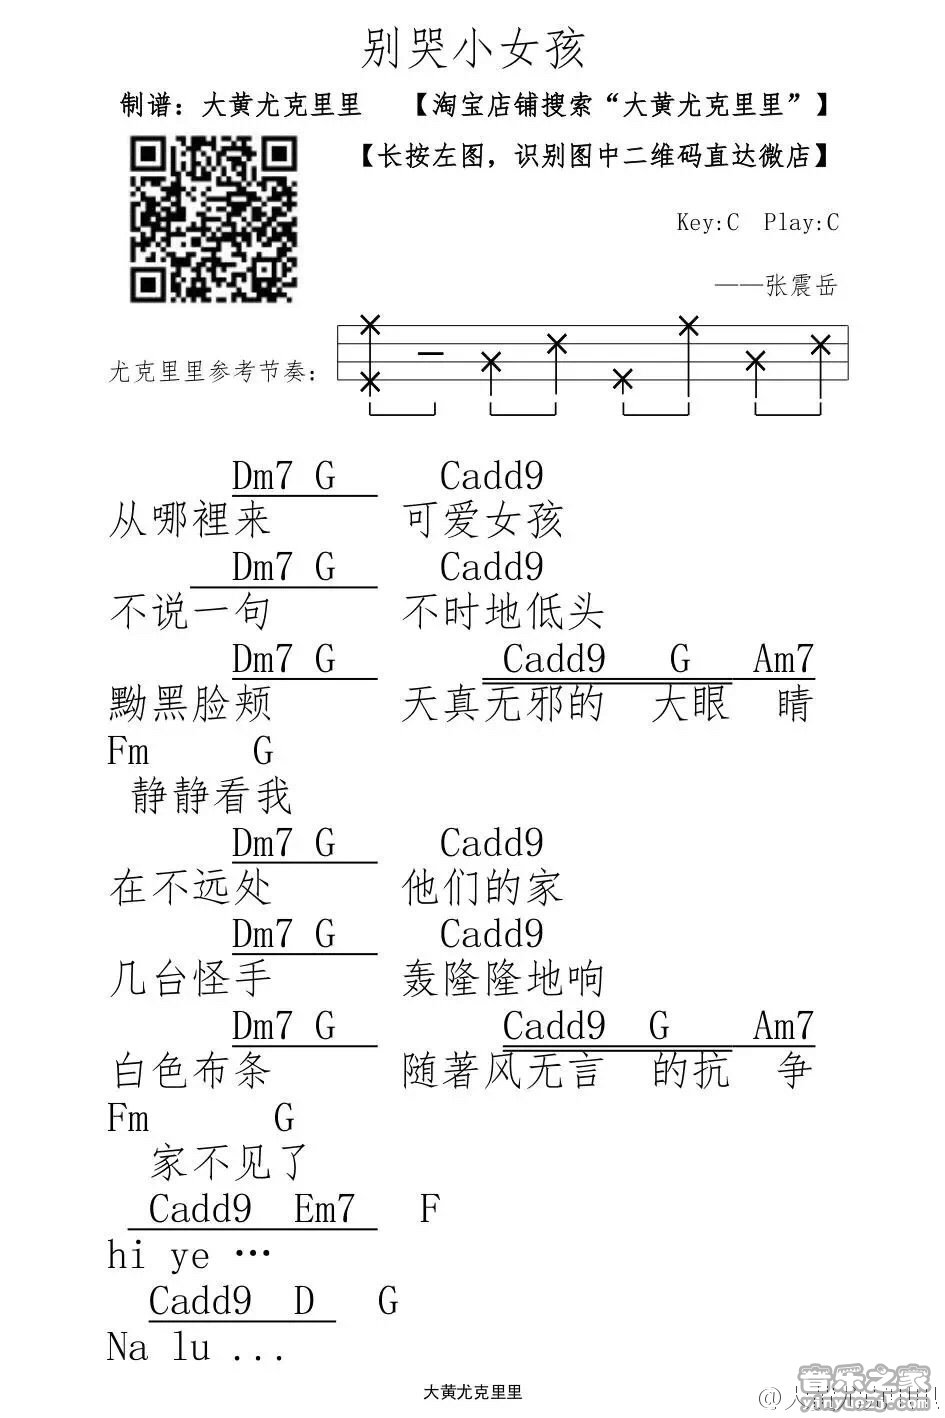 别哭小女孩
制谱：大黄尤克里里 【淘宝店铺搜索“大黄尤克里里”】
【长按左图，识别图中二维码直达微店】
Key:C Play:C
——张震岳
尤克里里参考节奏：
Dm7 G Cadd9
从哪裡来 可爱女孩
Dm7 G Cadd9
不说一句 不时地低头
Dm7 G Cadd9 G Am7
黝黑脸颊 天真无邪的 大眼 睛
Fm G
静静看我
Dm7 G Cadd9
在不远处 他们的家
Dm7 G Cadd9
几台怪手 轰隆隆地响
Dm7 G Cadd9 G Am7
白色布条 随著风无言 的抗 争
Fm G
家不见了
Cadd9 Em7 F
hi ye …
Cadd9 D G
Na lu ...
大黄尤克里里
音乐之家
yinyuezj.com